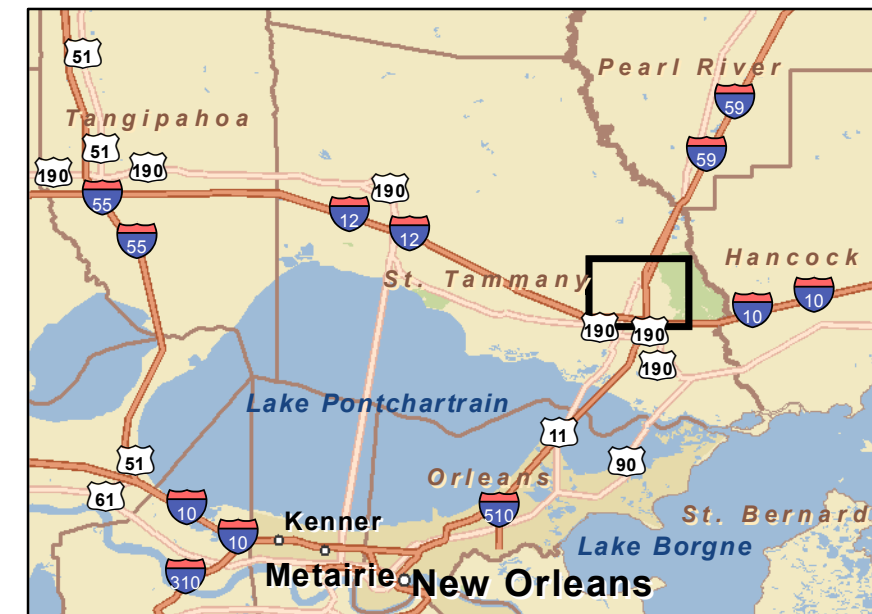 51
Pearl River
59
Tangipahoa
51
59
190
190
190
55
12
12
55
Hancock
St. Tammany
10
10
190
190
190
Lake Pontchartrain
11
51
90
Orleans
61
10
510
St. Bernard
Kenner
10
Lake Borgne
310
Metairie
New Orleans